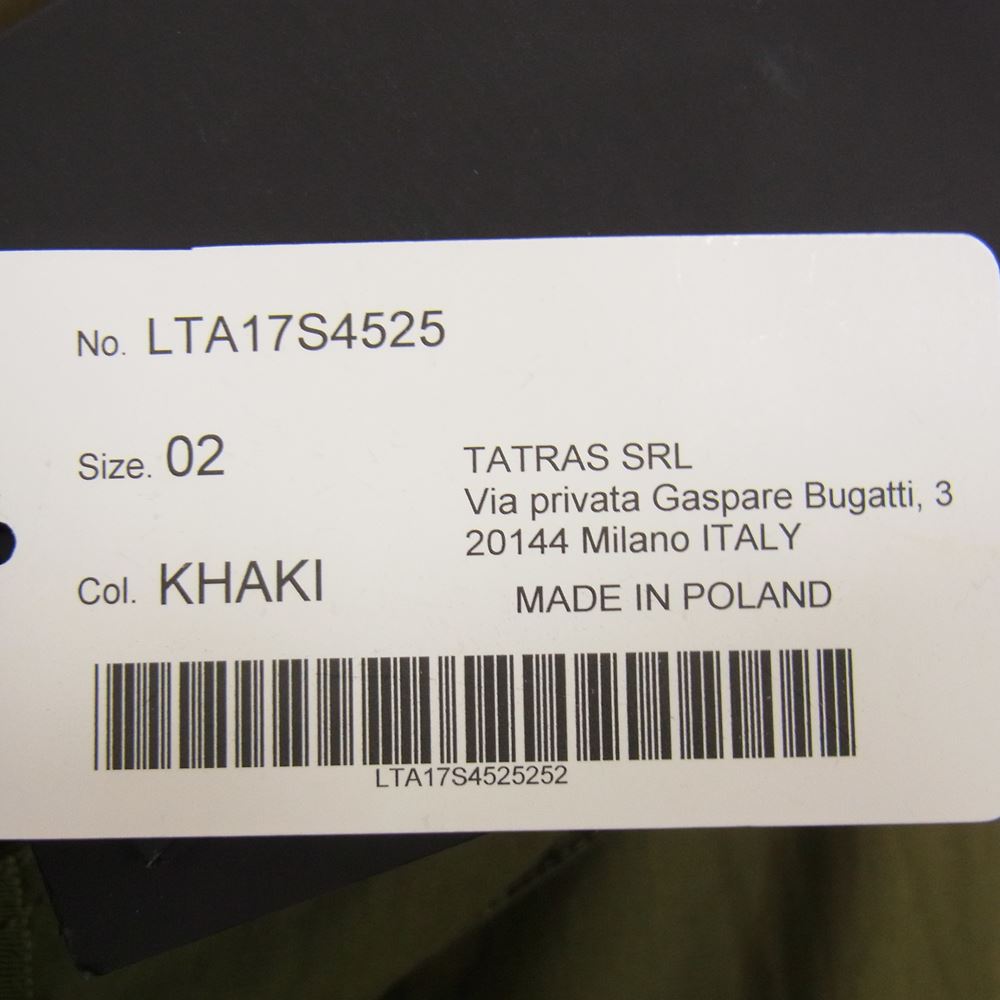 No. LTA17S4525
Size. 02
Col. KHAKI
TATRAS SRL
Via privata Gaspare Bugatti, 3
20144 Milano ITALY
MADE IN POLAND
LTA17S4525252